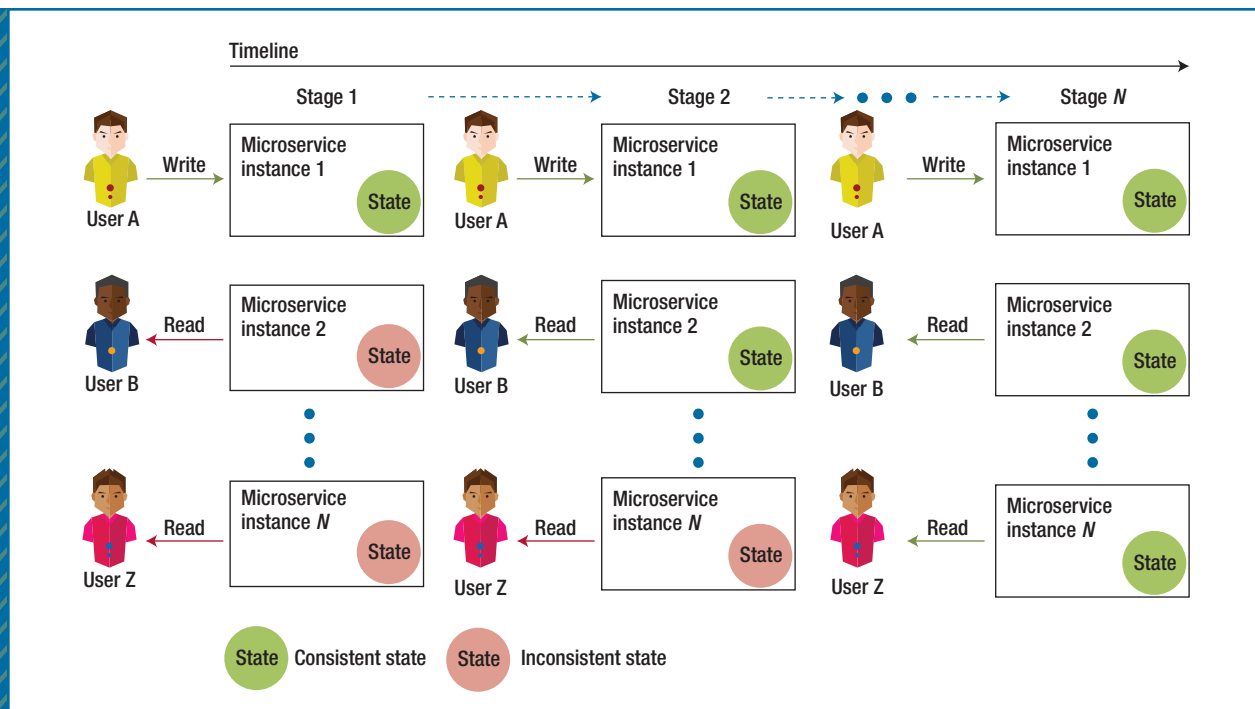 Timeline
Stage 1
Stage 2
Stage N
User A
Write
Microservice
instance 1
State
User A
Write
Microservice
instance 1
State
User A
Write
Microservice
instance 1
State
User B
Read
Microservice
instance 2
State
User B
Read
Microservice
instance 2
State
User B
Read
Microservice
instance 2
State
User Z
Read
Microservice
instance N
State
User Z
Read
Microservice
instance N
State
User Z
Read
Microservice
instance N
State
State Consistent state
State Inconsistent state